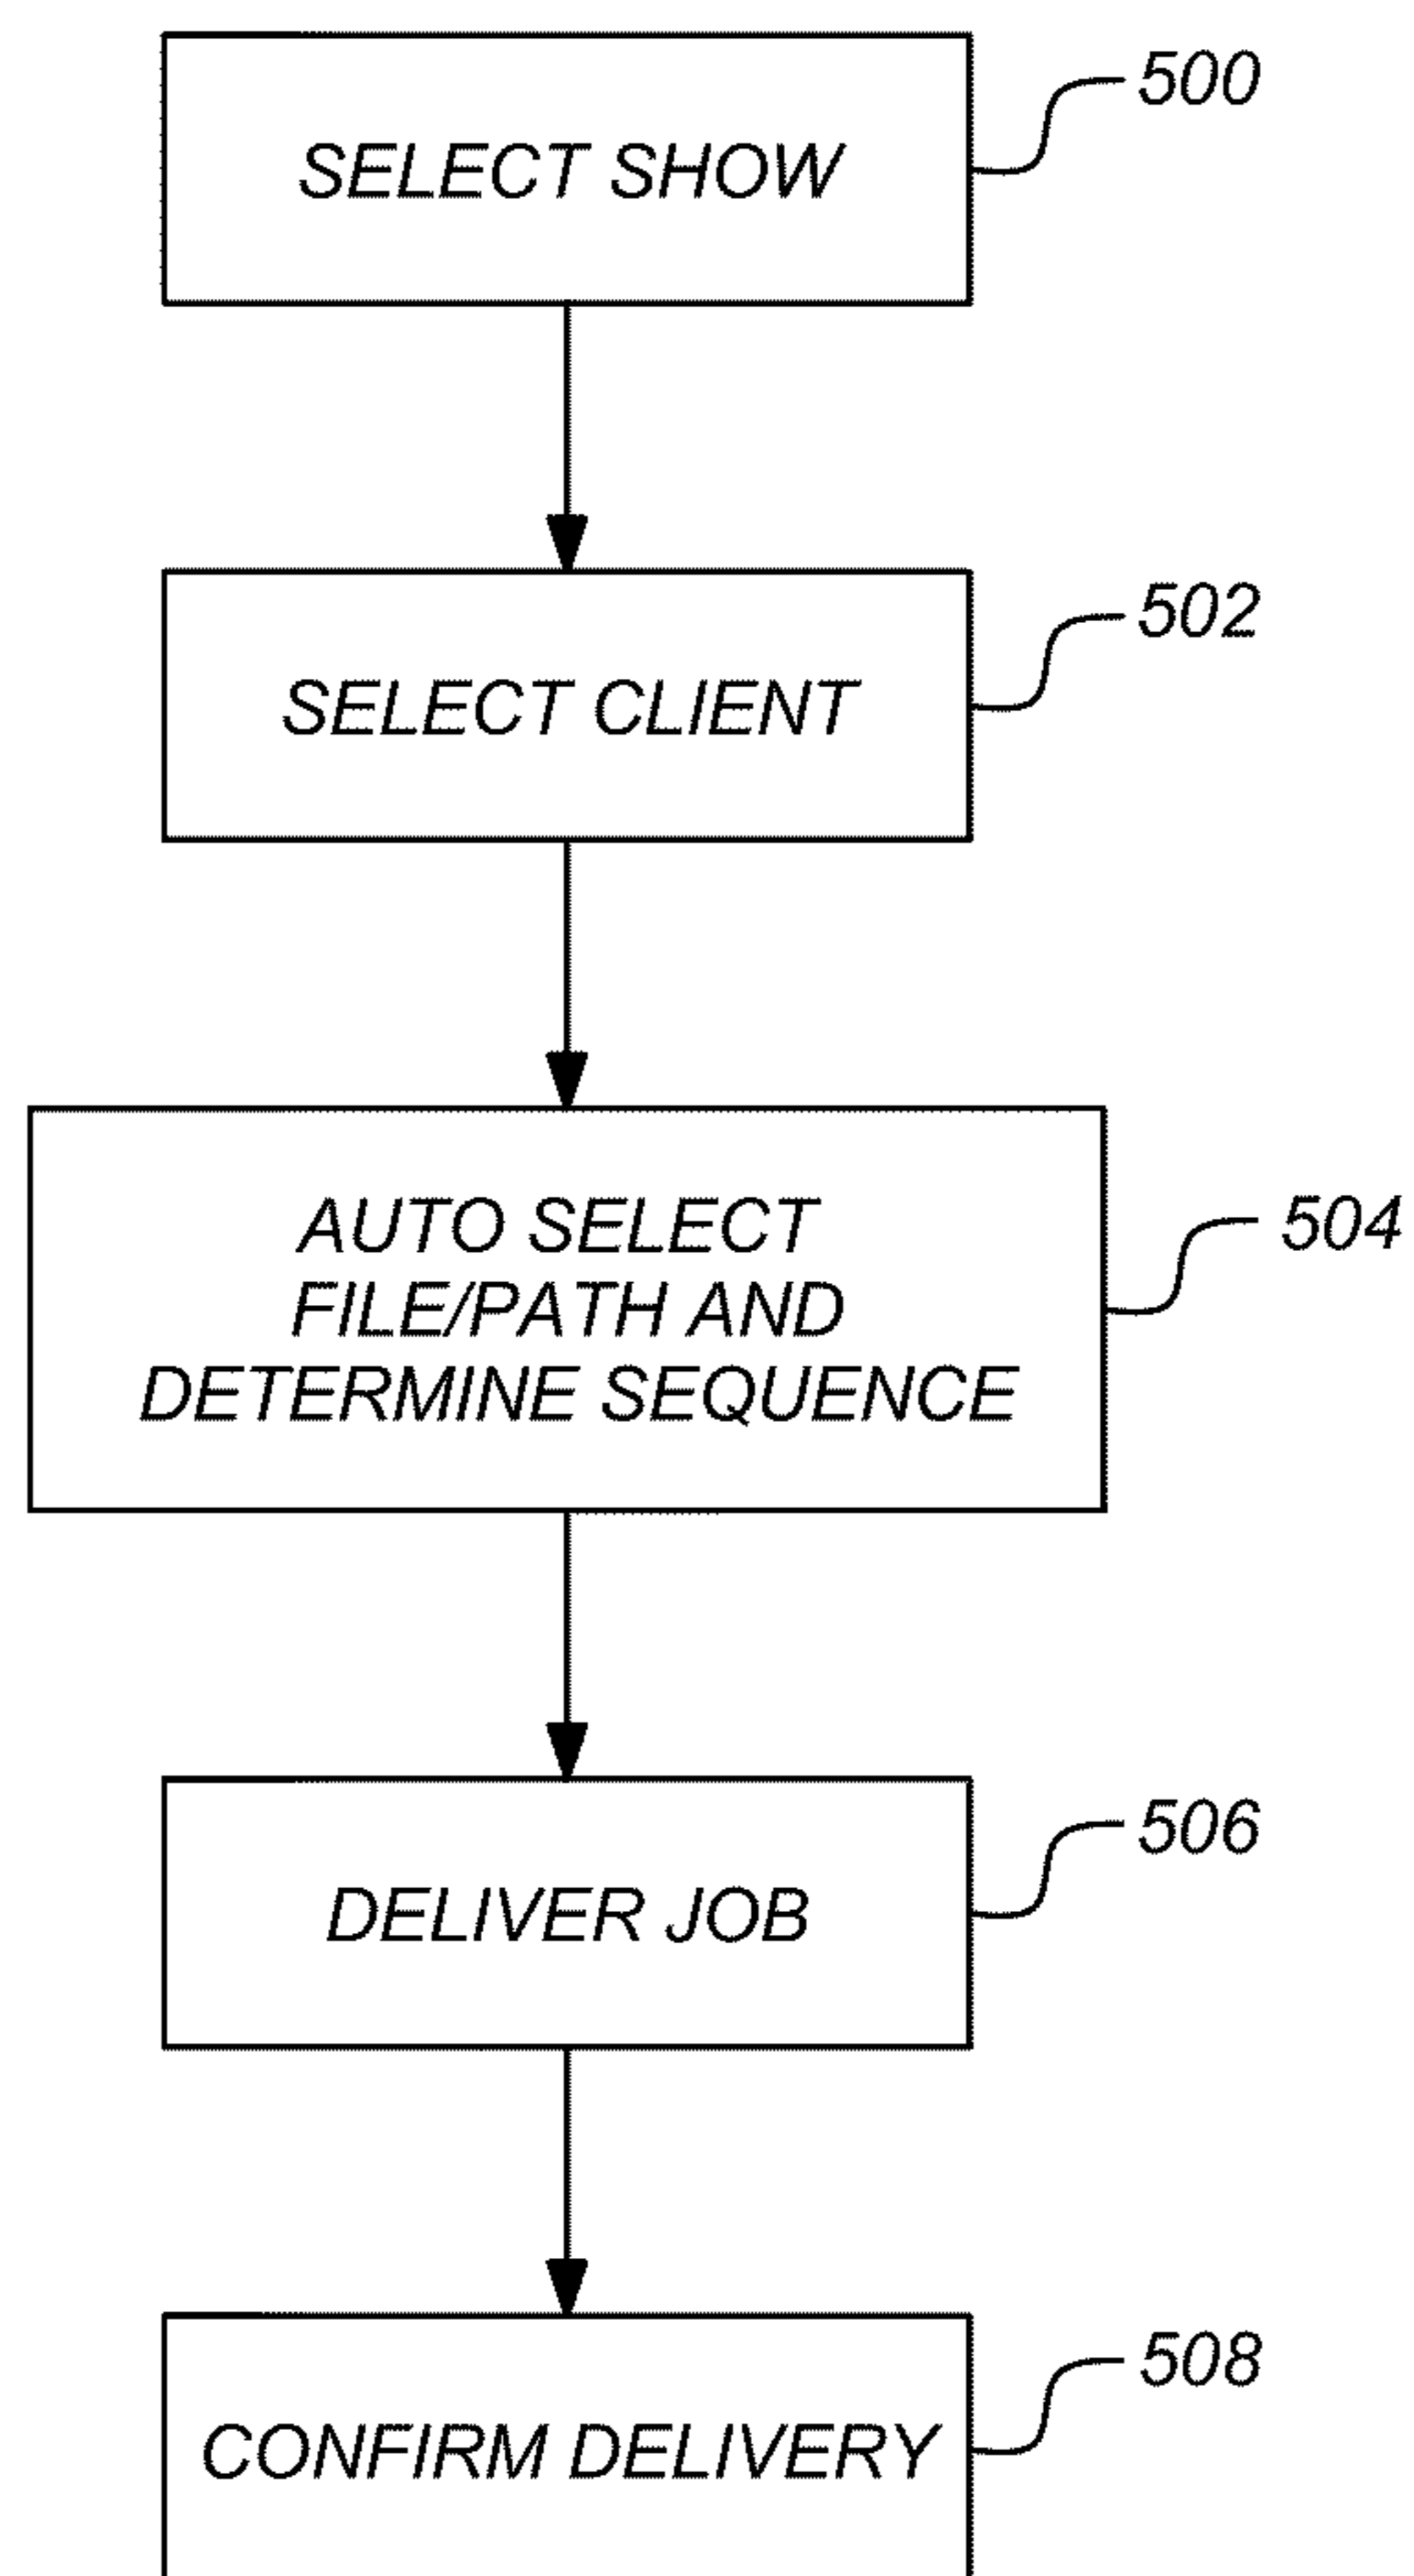 500
SELECT SHOW
502
SELECT CLIENT
504
AUTO SELECT
FILE/PATH AND
DETERMINE SEQUENCE
506
DELIVER JOB
508
CONFIRM DELIVERY